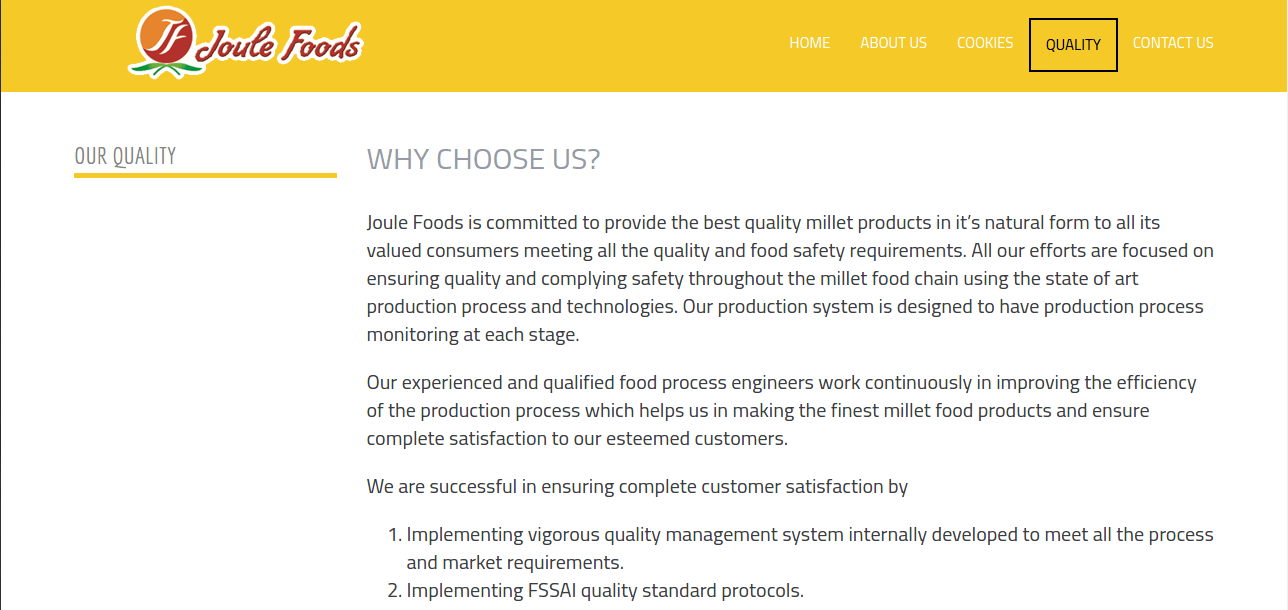 JF Joule Foods
HOME ABOUT US COOKIES QUALITY CONTACT US
OUR QUALITY
WHY CHOOSE US?
Joule Foods is committed to provide the best quality millet products in it’s natural form to all its
valued consumers meeting all the quality and food safety requirements. All our efforts are focused on
ensuring quality and complying safety throughout the millet food chain using the state of art
production process and technologies. Our production system is designed to have production process
monitoring at each stage.
Our experienced and qualified food process engineers work continuously in improving the efficiency
of the production process which helps us in making the finest millet food products and ensure
complete satisfaction to our esteemed customers.
We are successful in ensuring complete customer satisfaction by
1. Implementing vigorous quality management system internally developed to meet all the process
and market requirements.
2. Implementing FSSAI quality standard protocols.